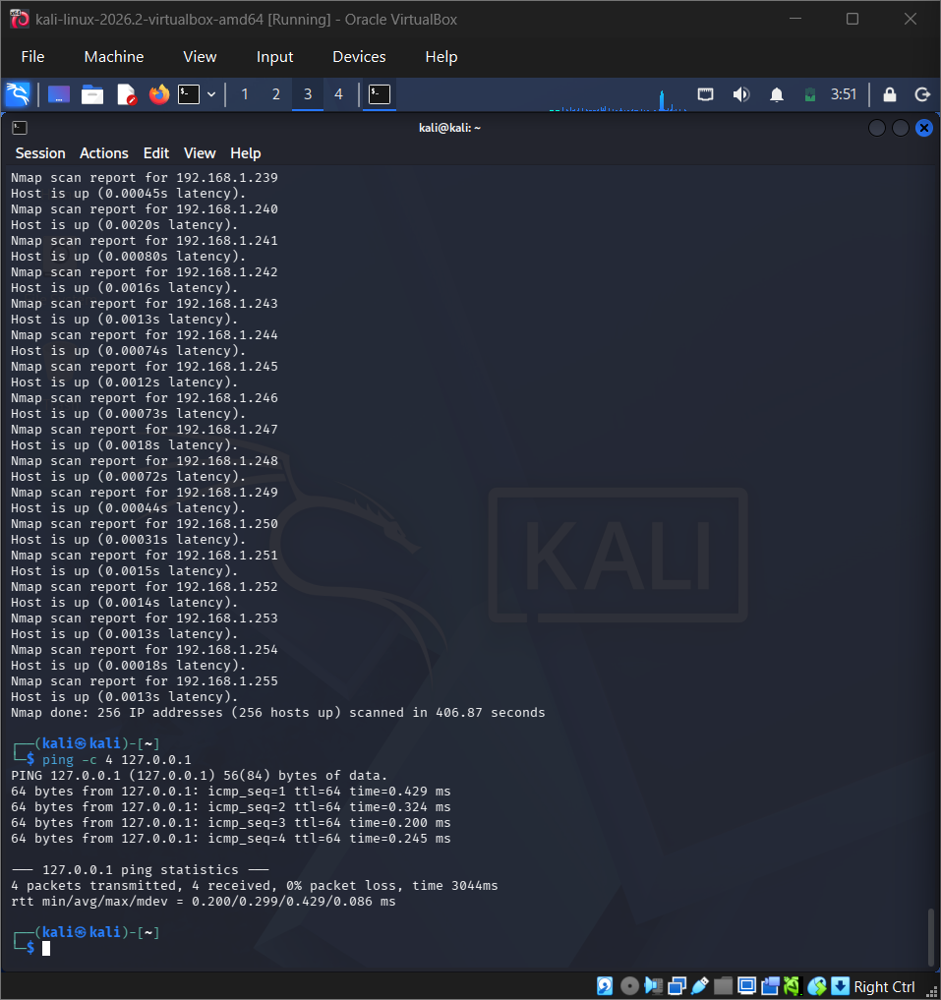 kali-linux-2026.2-virtualbox-amd64 [Running] - Oracle VirtualBox
File Machine View Input Devices Help
1 2 3 4 3:51
kali@kali: ~
Session Actions Edit View Help
Nmap scan report for 192.168.1.239
Host is up (0.00045s latency).
Nmap scan report for 192.168.1.240
Host is up (0.0020s latency).
Nmap scan report for 192.168.1.241
Host is up (0.00080s latency).
Nmap scan report for 192.168.1.242
Host is up (0.0016s latency).
Nmap scan report for 192.168.1.243
Host is up (0.0013s latency).
Nmap scan report for 192.168.1.244
Host is up (0.00074s latency).
Nmap scan report for 192.168.1.245
Host is up (0.0012s latency).
Nmap scan report for 192.168.1.246
Host is up (0.00073s latency).
Nmap scan report for 192.168.1.247
Host is up (0.0018s latency).
Nmap scan report for 192.168.1.248
Host is up (0.00072s latency).
Nmap scan report for 192.168.1.249
Host is up (0.00044s latency).
Nmap scan report for 192.168.1.250
Host is up (0.00031s latency).
Nmap scan report for 192.168.1.251
Host is up (0.0015s latency).
Nmap scan report for 192.168.1.252
Host is up (0.0014s latency).
Nmap scan report for 192.168.1.253
Host is up (0.0013s latency).
Nmap scan report for 192.168.1.254
Host is up (0.00018s latency).
Nmap scan report for 192.168.1.255
Host is up (0.0013s latency).
Nmap done: 256 IP addresses (256 hosts up) scanned in 406.87 seconds
KALI
┌──(kali㉿kali)-[~]
└─$ ping -c 4 127.0.0.1
PING 127.0.0.1 (127.0.0.1) 56(84) bytes of data.
64 bytes from 127.0.0.1: icmp_seq=1 ttl=64 time=0.429 ms
64 bytes from 127.0.0.1: icmp_seq=2 ttl=64 time=0.324 ms
64 bytes from 127.0.0.1: icmp_seq=3 ttl=64 time=0.200 ms
64 bytes from 127.0.0.1: icmp_seq=4 ttl=64 time=0.245 ms
--- 127.0.0.1 ping statistics ---
4 packets transmitted, 4 received, 0% packet loss, time 3044ms
rtt min/avg/max/mdev = 0.200/0.299/0.429/0.086 ms
┌──(kali㉿kali)-[~]
└─$
Right Ctrl